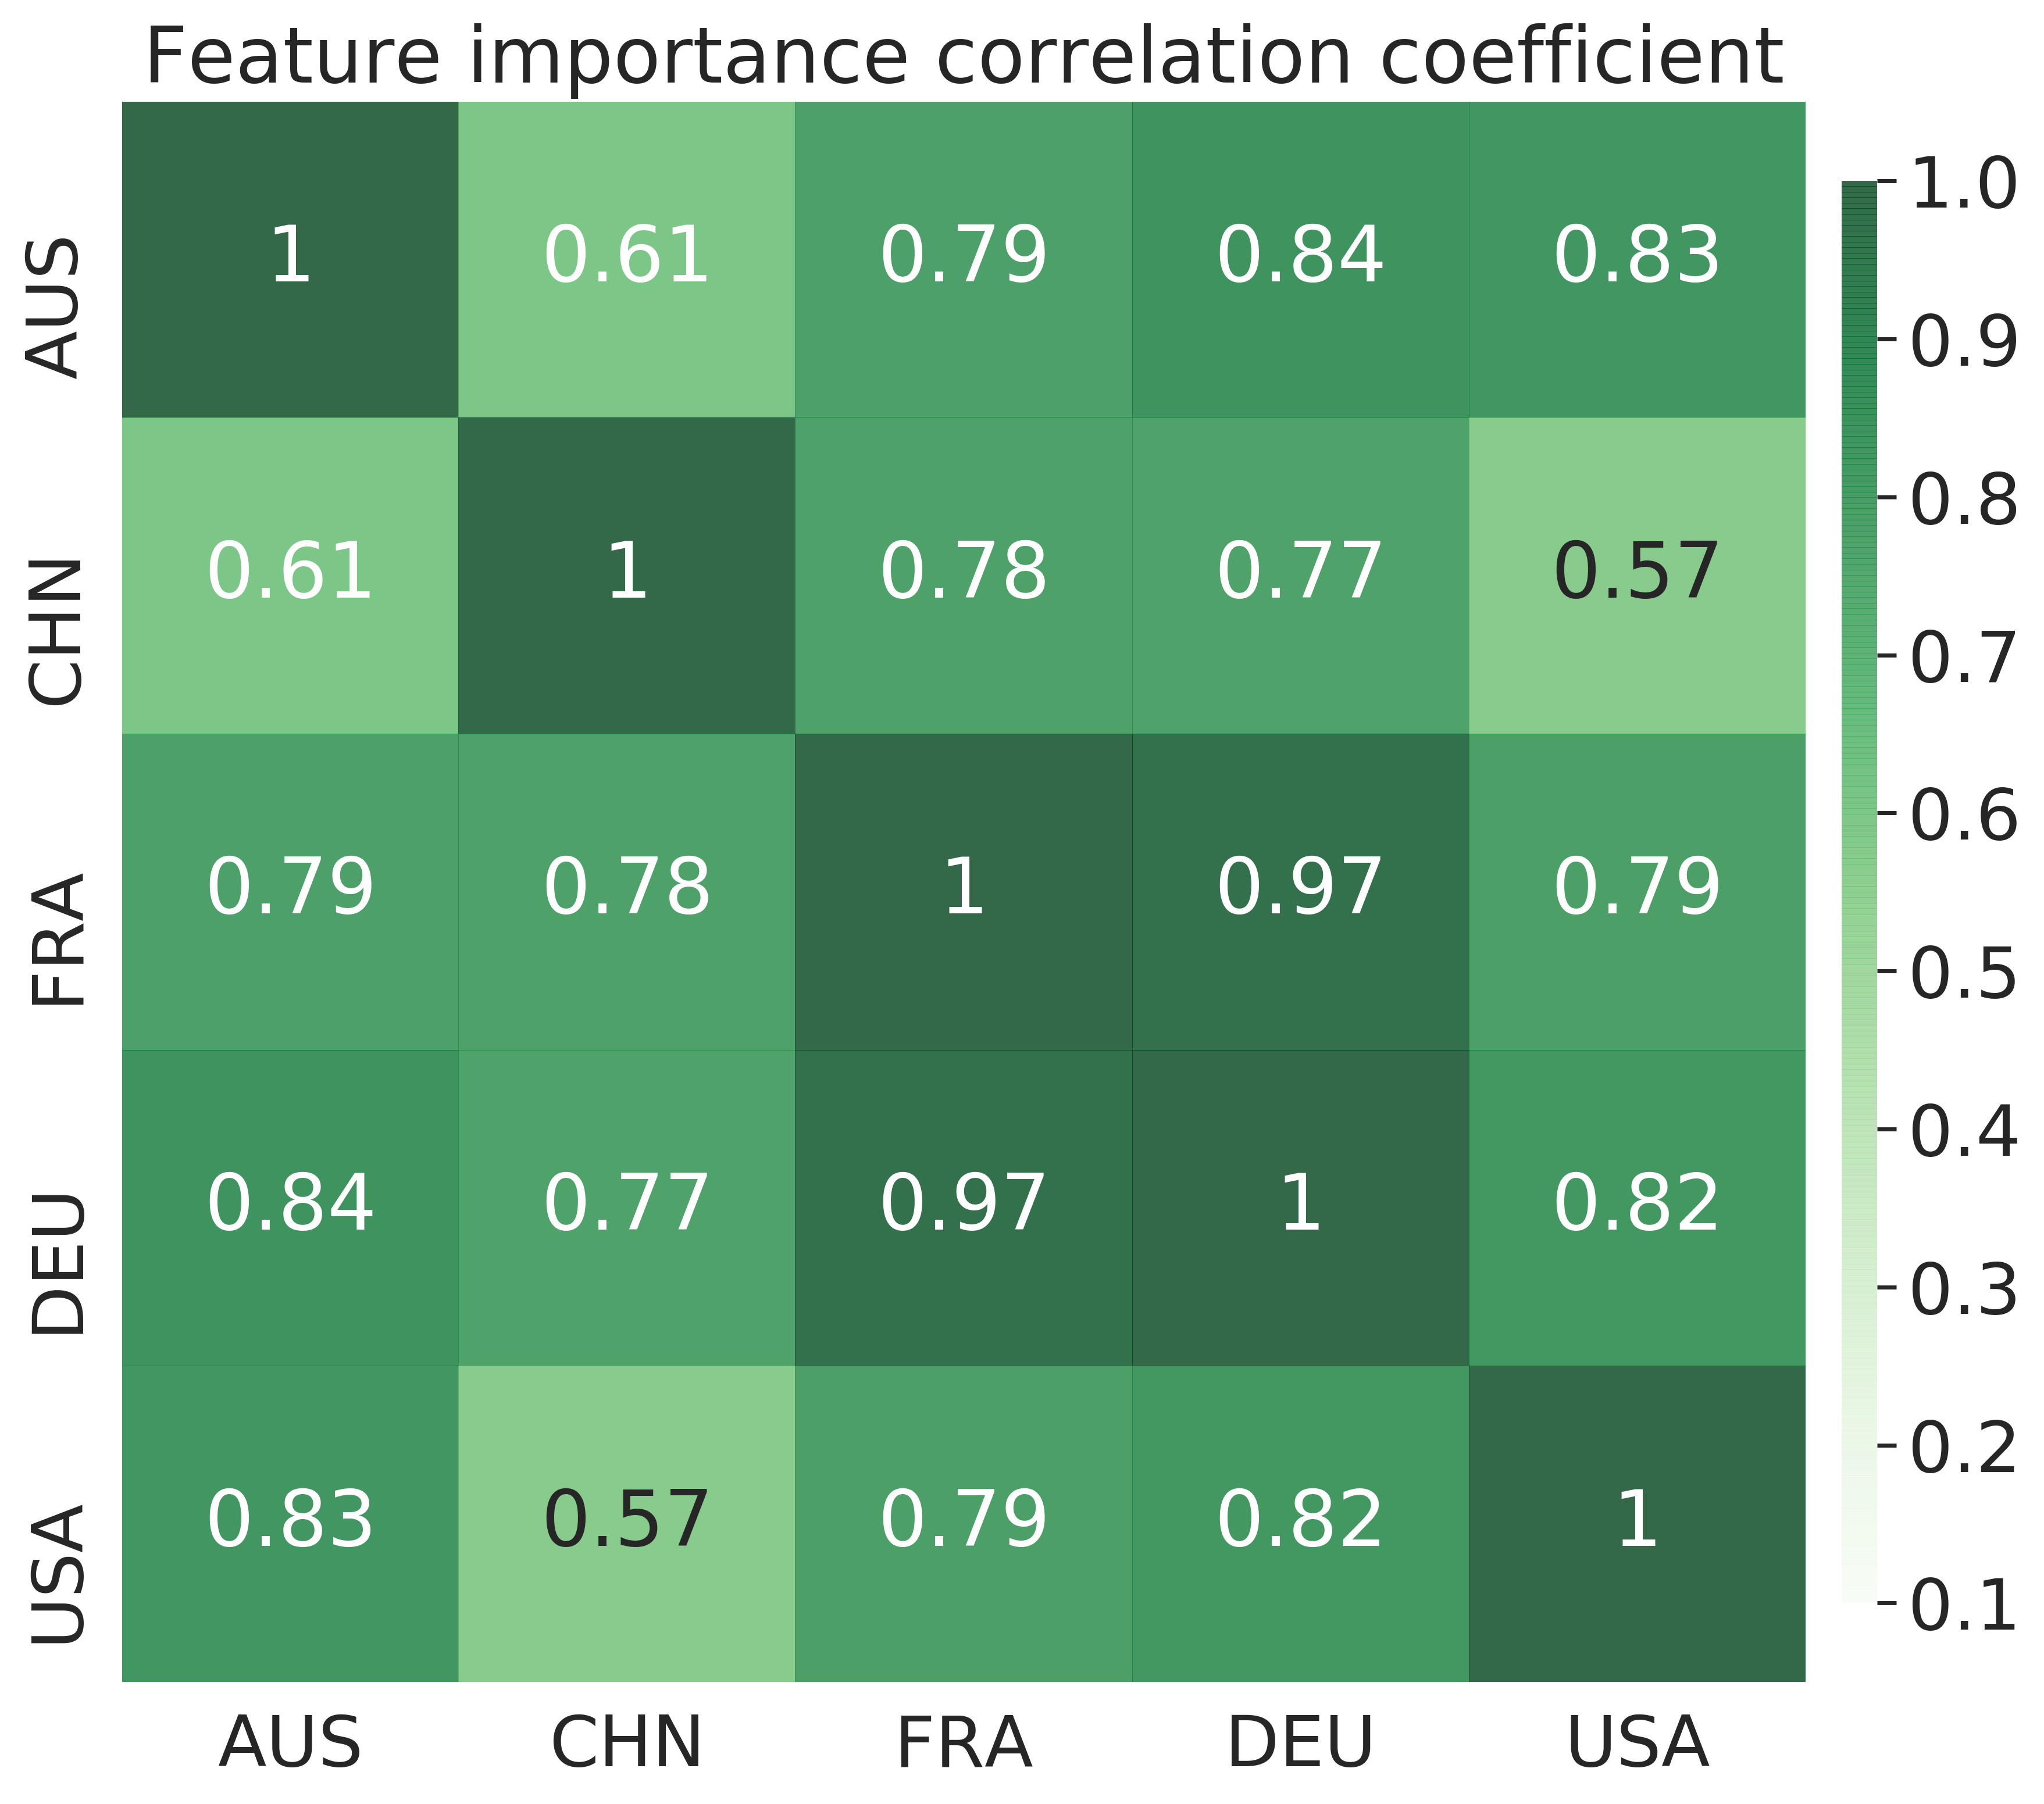 Feature importance correlation coefficient
AUS 1 0.61 0.79 0.84 0.83
CHN 0.61 1 0.78 0.77 0.57
FRA 0.79 0.78 1 0.97 0.79
DEU 0.84 0.77 0.97 1 0.82
USA 0.83 0.57 0.79 0.82 1
AUS CHN FRA DEU USA
1.0
0.9
0.8
0.7
0.6
0.5
0.4
0.3
0.2
0.1